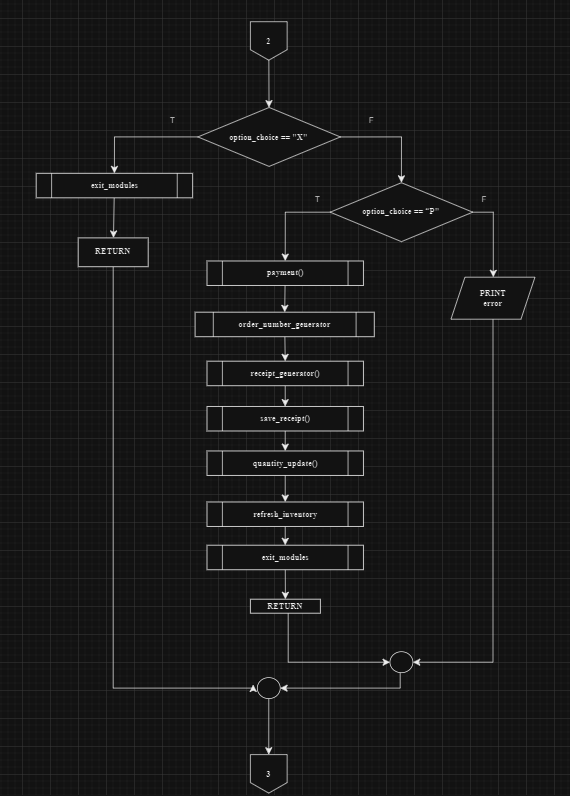 2
T
F
option_choice == "X"
exit_modules
T
F
option_choice == "P"
RETURN
payment()
PRINT
error
order_number_generator
receipt_generator()
save_receipt()
quantity_update()
refresh_inventory
exit_modules
RETURN
3